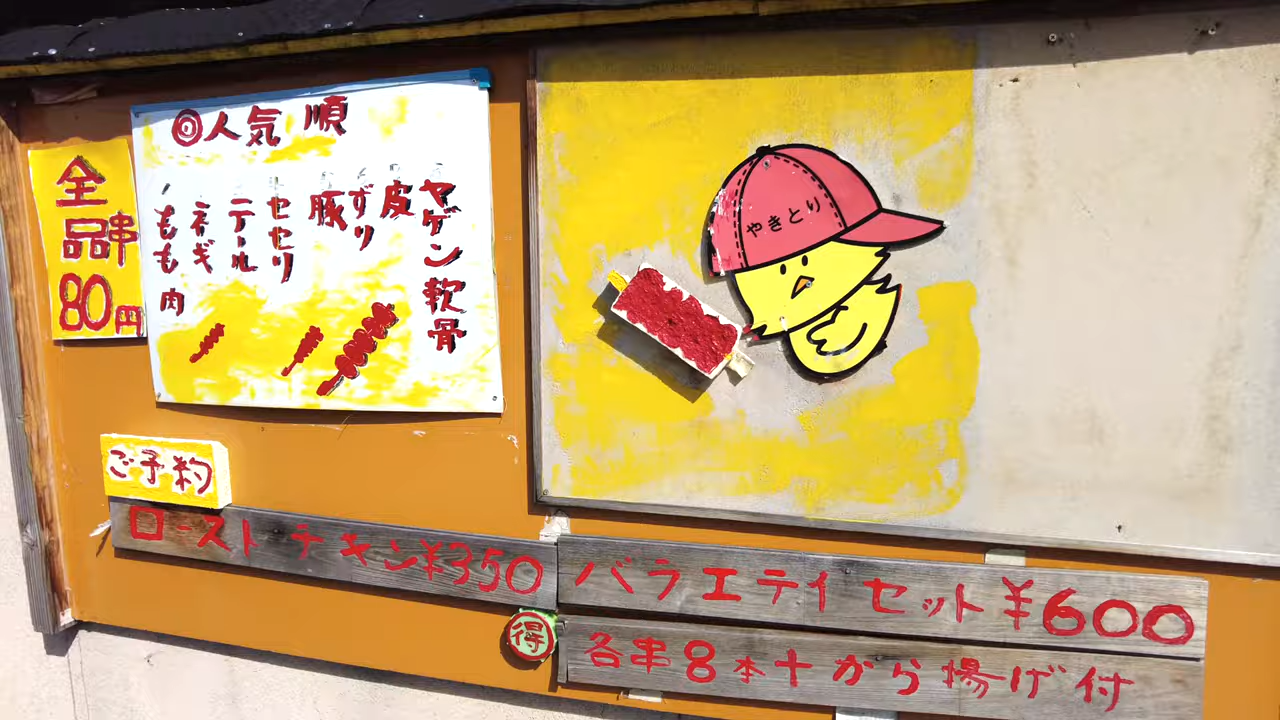 全
品串
80円
◎人気順
ヤゲン軟骨
皮
ずり
豚
セセリ
テール
ネギ
もも肉
やきとり
ご予約
ローストチキン¥350
バラエティセット¥600
得
各串8本十から揚げ付